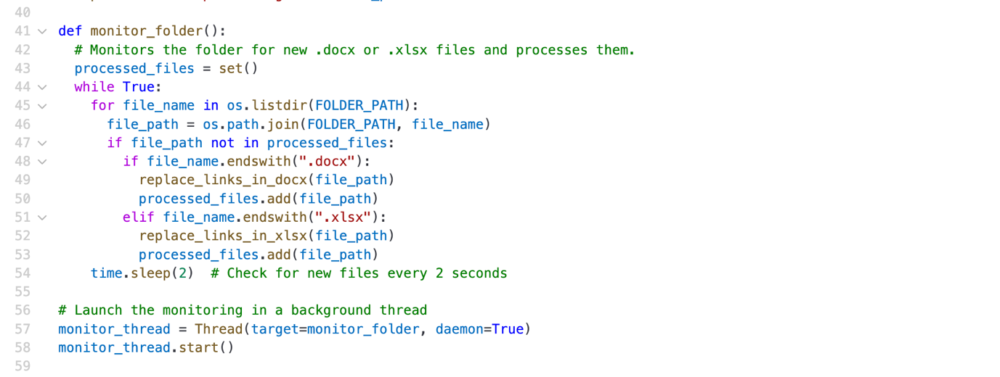 40
41 def monitor_folder():
42 # Monitors the folder for new .docx or .xlsx files and processes them.
43 processed_files = set()
44 while True:
45 for file_name in os.listdir(FOLDER_PATH):
46 file_path = os.path.join(FOLDER_PATH, file_name)
47 if file_path not in processed_files:
48 if file_name.endswith(".docx"):
49 replace_links_in_docx(file_path)
50 processed_files.add(file_path)
51 elif file_name.endswith(".xlsx"):
52 replace_links_in_xlsx(file_path)
53 processed_files.add(file_path)
54 time.sleep(2)  # Check for new files every 2 seconds
55
56 # Launch the monitoring in a background thread
57 monitor_thread = Thread(target=monitor_folder, daemon=True)
58 monitor_thread.start()
59